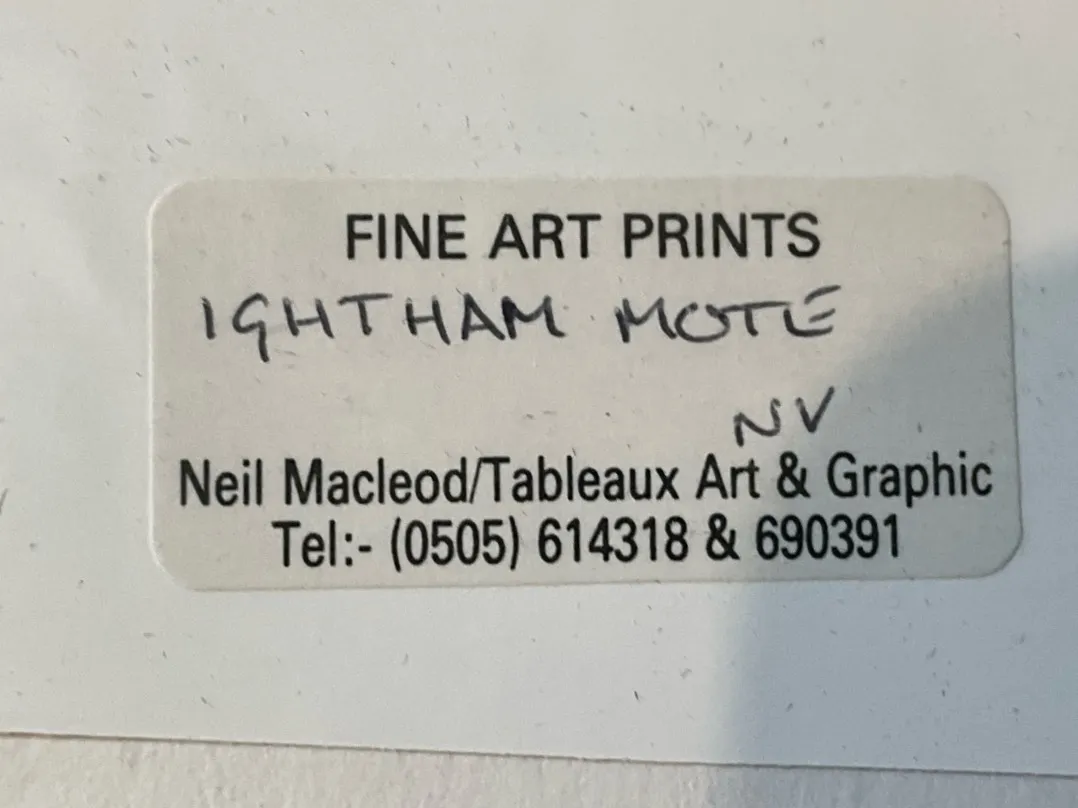 FINE ART PRINTS
IGHTHAM MOTE
NV
Neil Macleod/Tableaux Art & Graphic
Tel:- (0505) 614318 & 690391